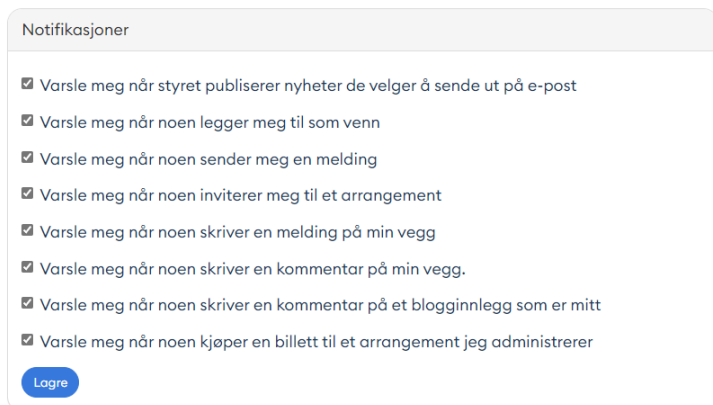 Notifikasjoner
Varsle meg når styret publiserer nyheter de velger å sende ut på e-post
Varsle meg når noen legger meg til som venn
Varsle meg når noen sender meg en melding
Varsle meg når noen inviterer meg til et arrangement
Varsle meg når noen skriver en melding på min vegg
Varsle meg når noen skriver en kommentar på min vegg.
Varsle meg når noen skriver en kommentar på et blogginnlegg som er mitt
Varsle meg når noen kjøper en billett til et arrangement jeg administrerer
Lagre